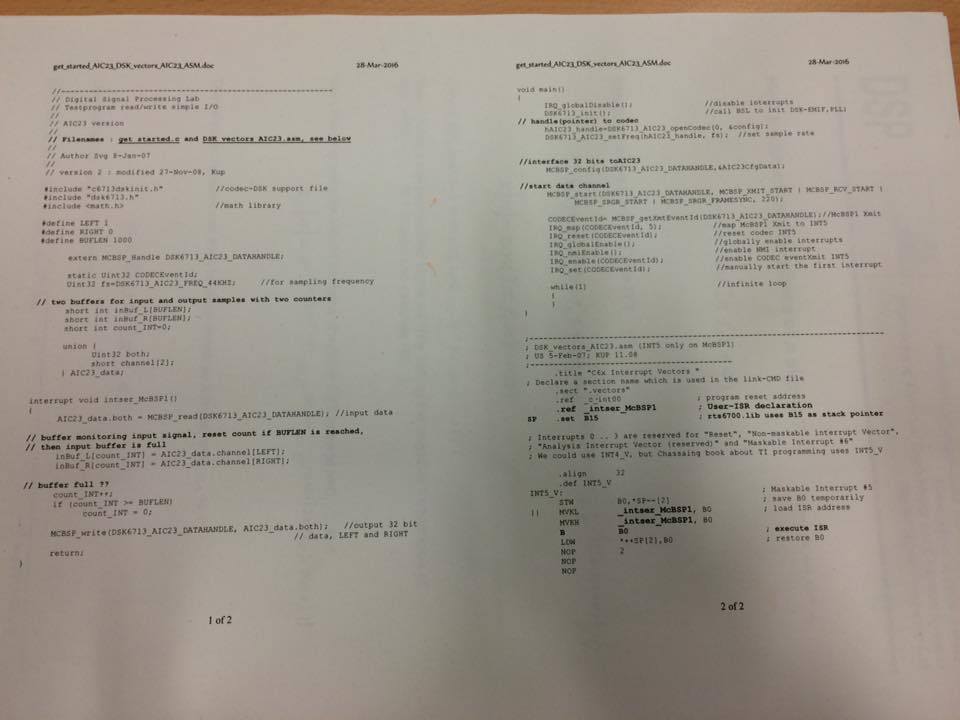 get_started_AIC23_DSK_vectors_AIC23_ASM.doc 28-Mar-2016
//----------------------------------------------------------
// Digital Signal Processing Lab
// Testprogram read/write simple I/O
//
// AIC23 version
//
// Filenames : get started.c and DSK vectors AIC23.asm, see below
//
// Author Svg 8-Jan-07
//
// version 2 : modified 27-Nov-08, Kup
#include "c6713dskinit.h" //codec-DSK support file
#include "dsk6713.h"
#include <math.h> //math library
#define LEFT 1
#define RIGHT 0
#define BUFLEN 1000
extern MCBSP_Handle DSK6713_AIC23_DATAHANDLE;
static Uint32 CODECEventId;
Uint32 fs=DSK6713_AIC23_FREQ_44KHZ; //for sampling frequency
// two buffers for input and output samples with two counters
short int inBuf_L[BUFLEN];
short int inBuf_R[BUFLEN];
short int count_INT=0;
union {
Uint32 both;
short channel[2];
} AIC23_data;
interrupt void intser_McBSP1()
{
AIC23_data.both = MCBSP_read(DSK6713_AIC23_DATAHANDLE); //input data
// buffer monitoring input signal, reset count if BUFLEN is reached,
// then input buffer is full
inBuf_L[count_INT] = AIC23_data.channel[LEFT];
inBuf_R[count_INT] = AIC23_data.channel[RIGHT];
// buffer full ??
count_INT++;
if (count_INT >= BUFLEN)
count_INT = 0;
MCBSP_write(DSK6713_AIC23_DATAHANDLE, AIC23_data.both); //output 32 bit
// data, LEFT and RIGHT
return;
}
1 of 2
get_started_AIC23_DSK_vectors_AIC23_ASM.doc 28-Mar-2016
void main()
{
IRQ_globalDisable(); //disable interrupts
DSK6713_init(); //call BSL to init DSK-EMIF,PLL)
// handle(pointer) to codec
hAIC23_handle=DSK6713_AIC23_openCodec(0, &config);
DSK6713_AIC23_setFreq(hAIC23_handle, fs); //set sample rate
//interface 32 bits toAIC23
MCBSP_config(DSK6713_AIC23_DATAHANDLE,&AIC23CfgData);
//start data channel
MCBSP_start(DSK6713_AIC23_DATAHANDLE, MCBSP_XMIT_START | MCBSP_RCV_START |
MCBSP_SRGR_START | MCBSP_SRGR_FRAMESYNC, 220);
CODECEventId= MCBSP_getXmtEventId(DSK6713_AIC23_DATAHANDLE);//McBSP1 Xmit
IRQ_map(CODECEventId, 5); //map McBSP1 Xmit to INT5
IRQ_reset(CODECEventId); //reset codec INT5
IRQ_globalEnable(); //globally enable interrupts
IRQ_nmiEnable(); //enable NMI interrupt
IRQ_enable(CODECEventId); //enable CODEC eventXmit INT5
IRQ_set(CODECEventId); //manually start the first interrupt
while(1) //infinite loop
{
}
}
;----------------------------------------------------------------------
; DSK_vectors_AIC23.asm (INT5 only on McBSP1)
; US 5-Feb-07; KUP 11.08
;----------------------------------------
.title "C6x Interrupt Vectors "
; Declare a section name which is used in the link-CMD file
.sect ".vectors"
.ref _c_int00 ; program reset address
.ref _intser_McBSP1 ; User-ISR declaration
SP .set B15 ; rts6700.lib uses B15 as stack pointer
; Interrupts 0 .. 3 are reserved for "Reset", "Non-maskable interrupt Vector",
; "Analysis Interrupt Vector (reserved)" and "Maskable Interrupt #6"
; We could use INT4_V, but Chassaing book about TI programming uses INT5_V
.align 32
.def INT5_V
INT5_V: ; Maskable Interrupt #5
STW B0,*SP--[2] ; save B0 temporarily
|| MVKL _intser_McBSP1, B0 ; load ISR address
MVKH _intser_McBSP1, B0
B B0 ; execute ISR
LDW *++SP[2],B0 ; restore B0
NOP 2
NOP
NOP
2 of 2